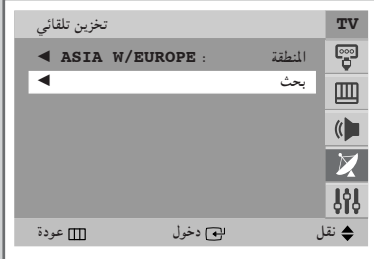 TV تخزين تلقائي
المنطقة : ASIA W/EUROPE ◄
بحث ◄
نقل دخول عودة